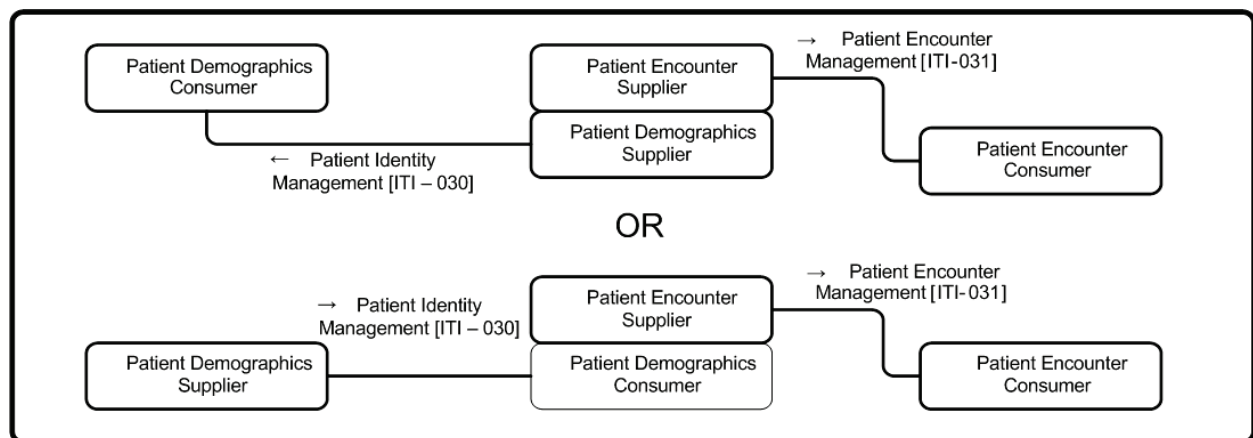 Patient Demographics
Consumer
Patient Encounter
Supplier
→ Patient Encounter
Management [ITI-031]
Patient Demographics
Supplier
← Patient Identity
Management [ITI – 030]
Patient Encounter
Consumer
OR
→ Patient Identity
Management [ITI – 030]
Patient Encounter
Supplier
→ Patient Encounter
Management [ITI-031]
Patient Demographics
Supplier
Patient Demographics
Consumer
Patient Encounter
Consumer